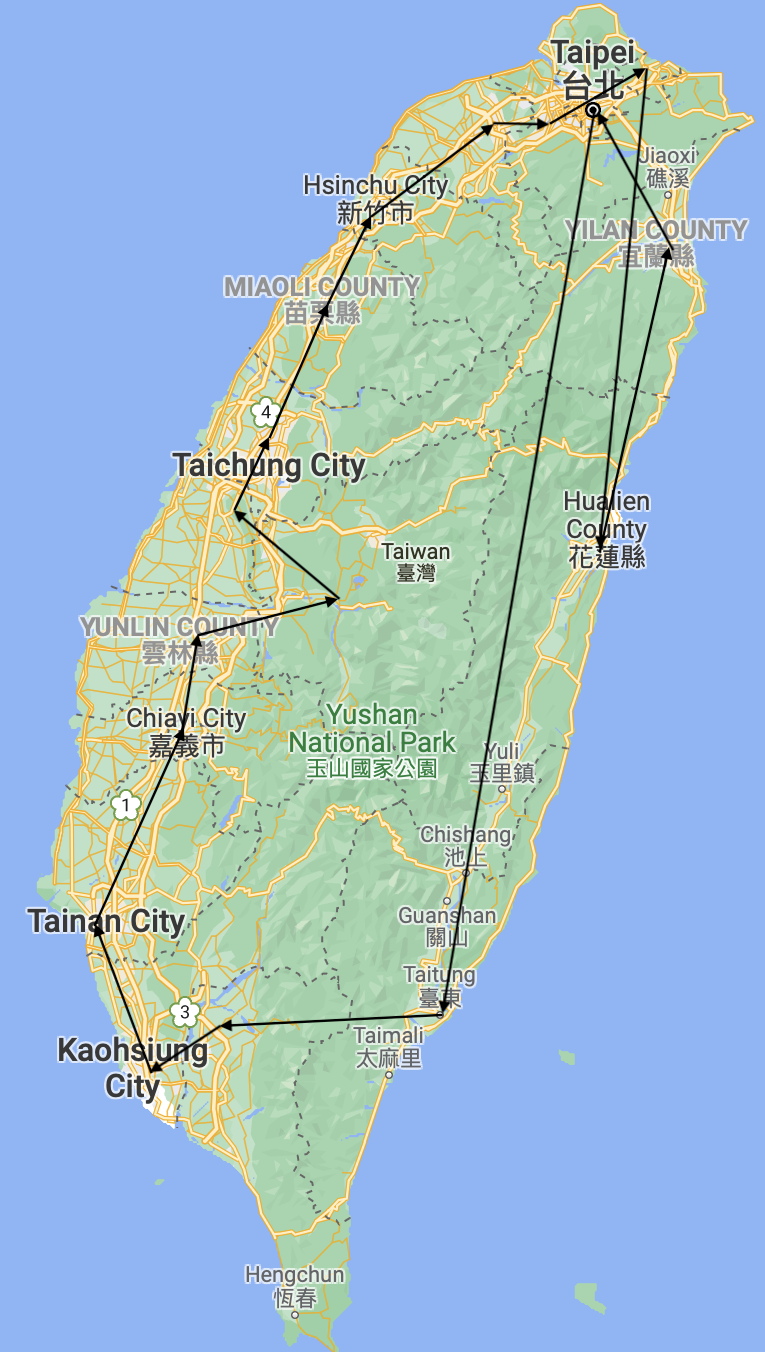 Taipei
台北
Jiaoxi
礁溪
Hsinchu City
新竹市
YILAN COUNTY
宜蘭縣
MIAOLI COUNTY
苗栗縣
4
Taichung City
Hualien
County
花蓮縣
Taiwan
臺灣
YUNLIN COUNTY
雲林縣
Chiayi City
嘉義市
Yushan
National Park
玉山國家公園
Yuli
玉里鎮
1
Chishang
池上
Tainan City
Guanshan
關山
Taitung
臺東
3
Kaohsiung
City
Taimali
太麻里
Hengchun
恆春